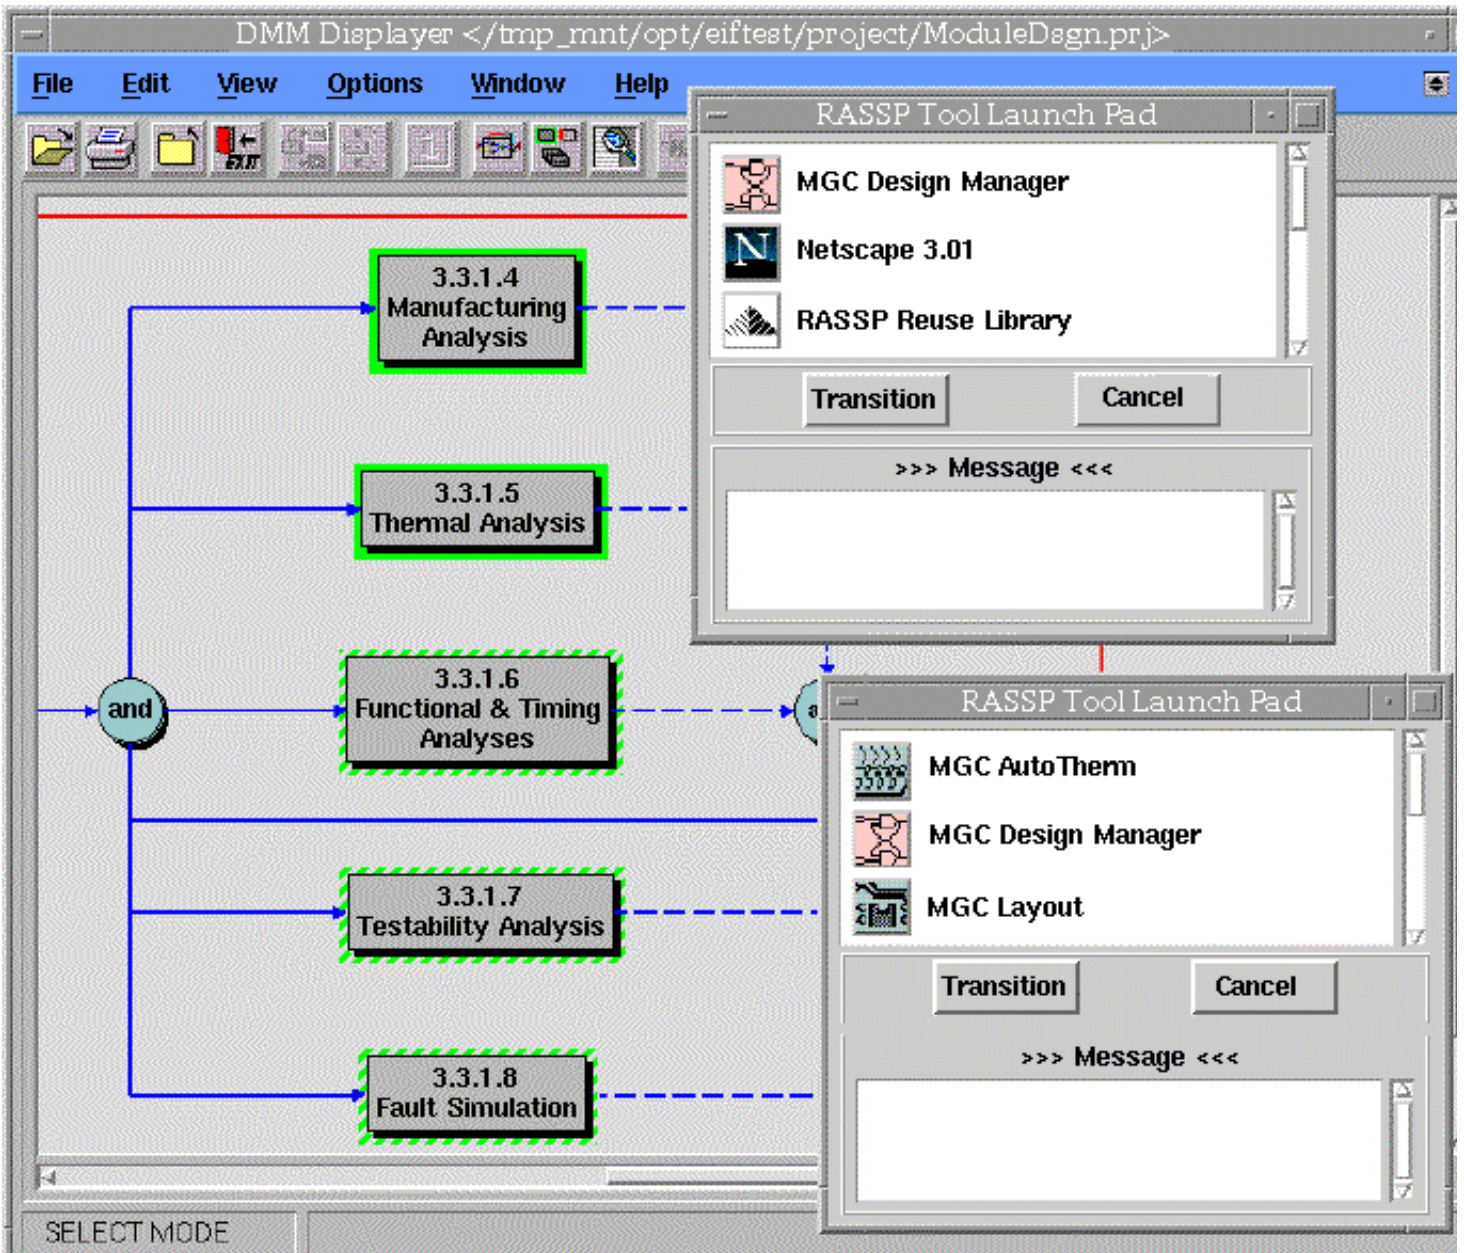 DMM Displayer </tmp_mnt/opt/eiftest/project/ModuleDsgn.prj>
File Edit View Options Window Help
EXIT
RASSP Tool Launch Pad
MGC Design Manager
N
Netscape 3.01
RASSP Reuse Library
Transition Cancel
>>> Message <<<
3.3.1.4
Manufacturing
Analysis
3.3.1.5
Thermal Analysis
3.3.1.6
Functional & Timing
Analyses
and
a
3.3.1.7
Testability Analysis
3.3.1.8
Fault Simulation
RASSP Tool Launch Pad
MGC AutoTherm
MGC Design Manager
MGC Layout
Transition Cancel
>>> Message <<<
SELECT MODE